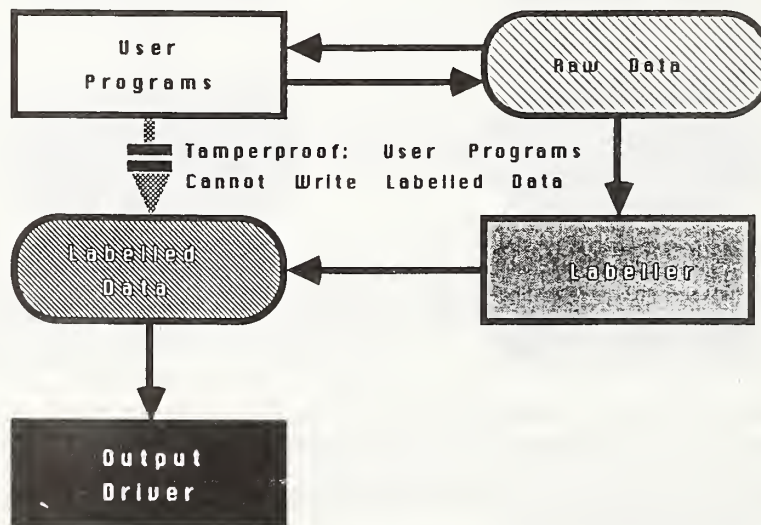 User
Programs
Raw Data
Tamperproof: User Programs
Cannot Write Labelled Data
Labelled
Data
Labeller
Output
Driver